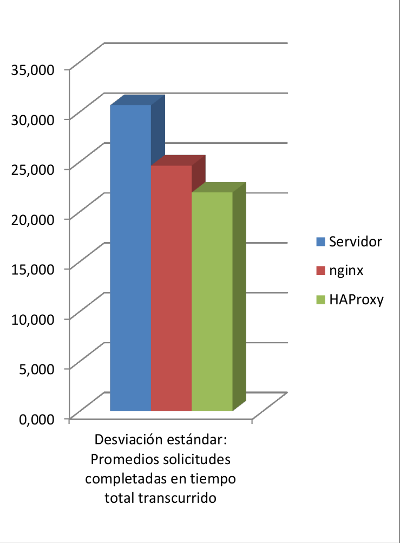 35,000
30,000
25,000
20,000
15,000
10,000
5,000
0,000
Servidor
nginx
HAProxy
Desviación estándar:
Promedios solicitudes
completadas en tiempo
total transcurrido